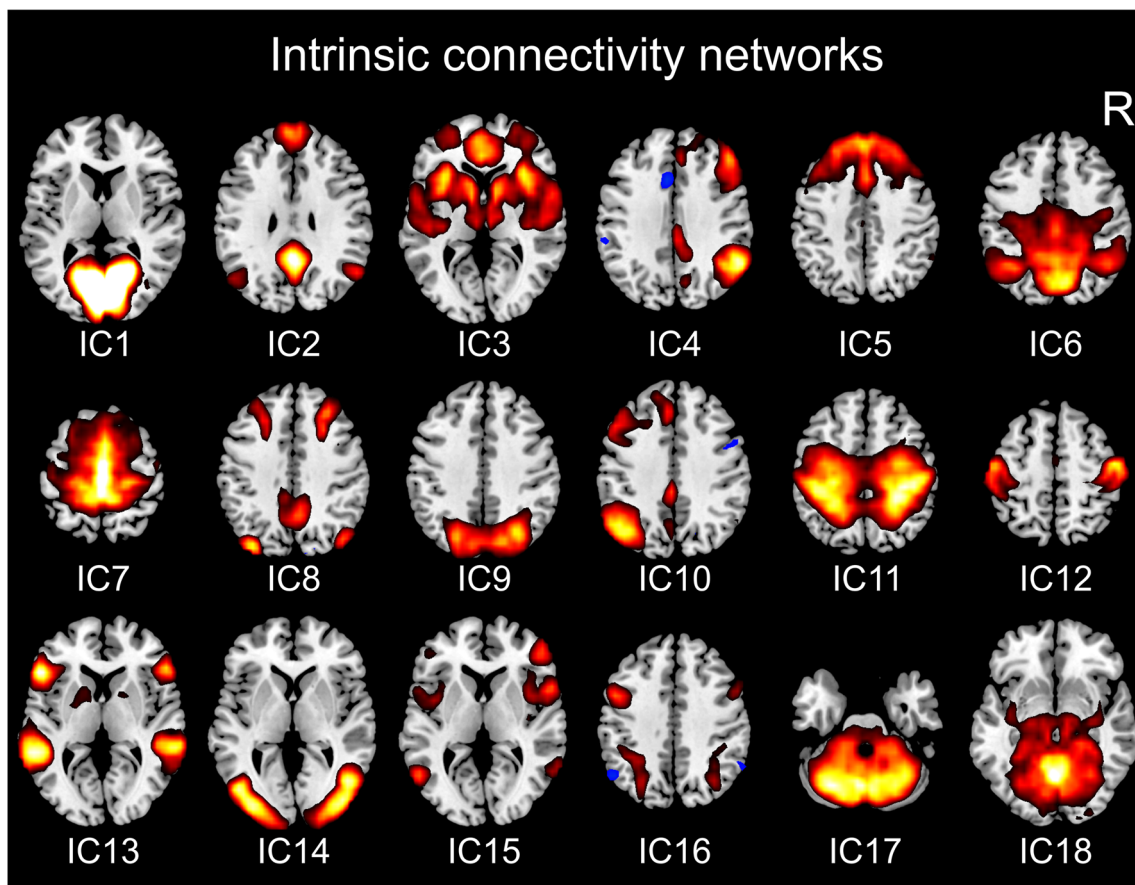 Intrinsic connectivity networks
R
IC1 IC2 IC3 IC4 IC5 IC6
IC7 IC8 IC9 IC10 IC11 IC12
IC13 IC14 IC15 IC16 IC17 IC18